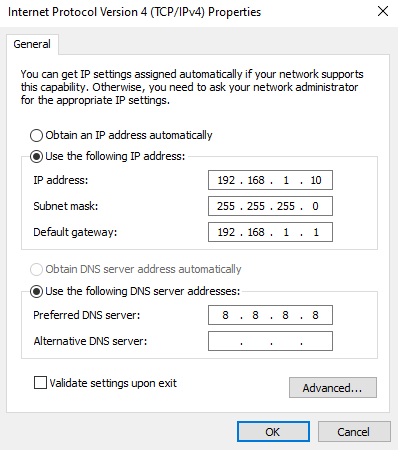 Internet Protocol Version 4 (TCP/IPv4) Properties
General
You can get IP settings assigned automatically if your network supports
this capability. Otherwise, you need to ask your network administrator
for the appropriate IP settings.
Obtain an IP address automatically
Use the following IP address:
IP address: 192 . 168 . 1 . 10
Subnet mask: 255 . 255 . 255 . 0
Default gateway: 192 . 168 . 1 . 1
Obtain DNS server address automatically
Use the following DNS server addresses:
Preferred DNS server: 8 . 8 . 8 . 8
Alternative DNS server: . . .
Validate settings upon exit
Advanced...
OK Cancel